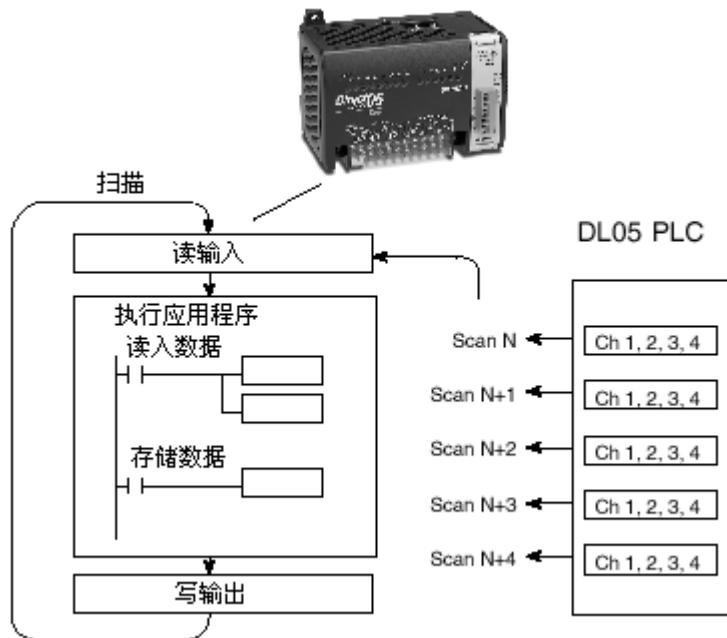 扫描
读输入
执行应用程序
读入数据
存储数据
写输出
DL05 PLC
Scan N
Ch 1, 2, 3, 4
Scan N+1
Ch 1, 2, 3, 4
Scan N+2
Ch 1, 2, 3, 4
Scan N+3
Ch 1, 2, 3, 4
Scan N+4
Ch 1, 2, 3, 4